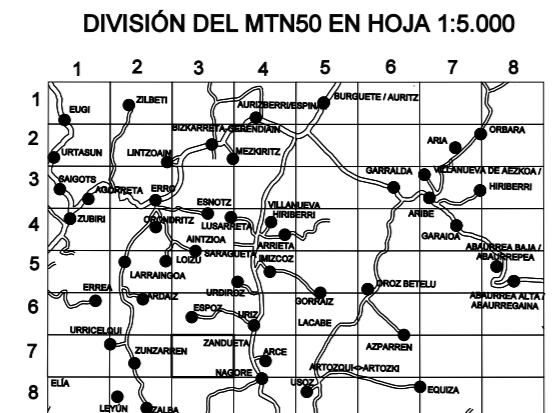 DIVISIÓN DEL MTN50 EN HOJA 1:5.000
1 2 3 4 5 6 7 8
1
ZILBETI
BURGUETE / AURITZ
EUGI
AURIZBERRI/ESPINAL
2
BIZKARRETA-GERENDIAIN
ORBARA
ARIA
URTASUN
LINTZOAIN
MEZKIRITZ
3
GARRALDA
VILLANUEVA DE AEZKOA /
HIRIBERRI
SAIGOTS
AGORRETA
ERRO
ESNOTZ
VILLANUEVA
HIRIBERRI
ARIBE
4
ZUBIRI
ORONDRITZ
LUSARRETA
GARAIOA
AINTZIOA
ARRIETA
ABAURREA BAJA /
ABAURREPEA
5
LARRAINGOA
LOIZU
SARAGUETA
IMIZCOZ
ERREA
ARDAIZ
URDIROZ
GORRAIZ
OROZ BETELU
ABAURREA ALTA /
ABAURREGAINA
6
ESPOZ
URIZ
LACABE
URRICELQUI
7
ZUNZARREN
ZANDUETA
ARCE
AZPARREN
NAGORE
ARTOZQUI<>ARTOZKI
8
ELÍA
USOZ
EQUIZA
LEYÚN
ZALBA